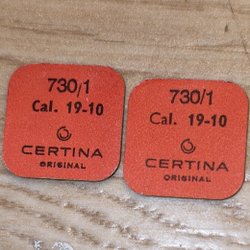 730/1
Cal. 19-10
CERTINA
ORIGINAL
730/1
Cal. 19-10
CERTINA
ORIGINAL